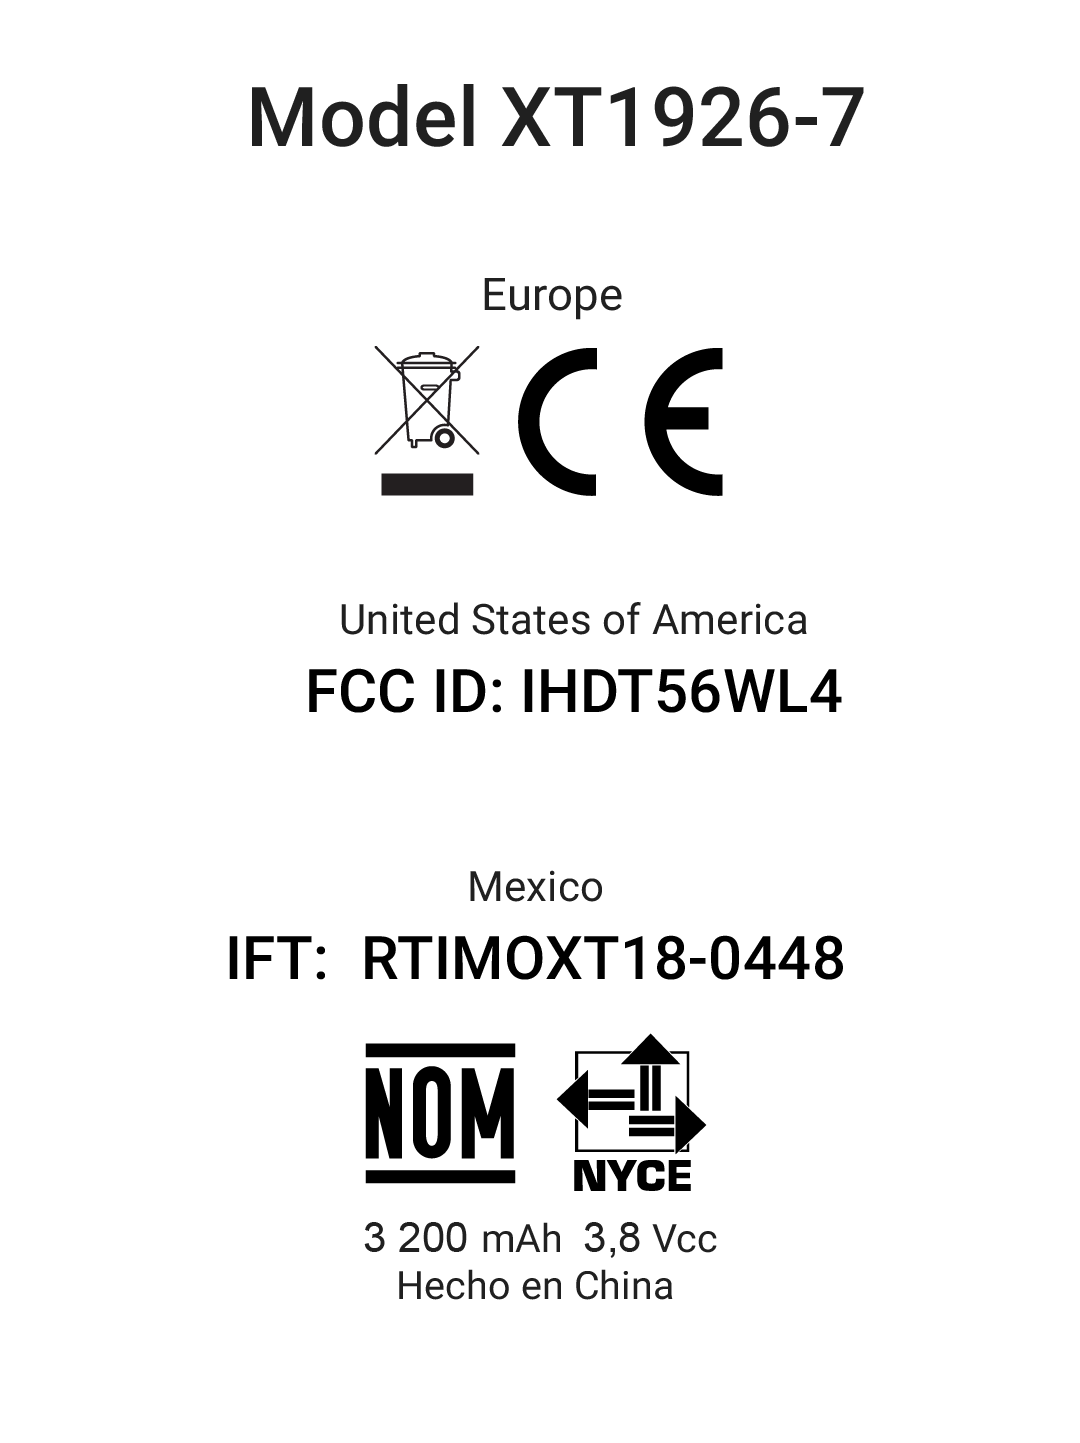 Model XT1926-7
Europe
CE
United States of America
FCC ID: IHDT56WL4
Mexico
IFT: RTIMOXT18-0448
NOM
NYCE
3 200 mAh 3,8 Vcc
Hecho en China